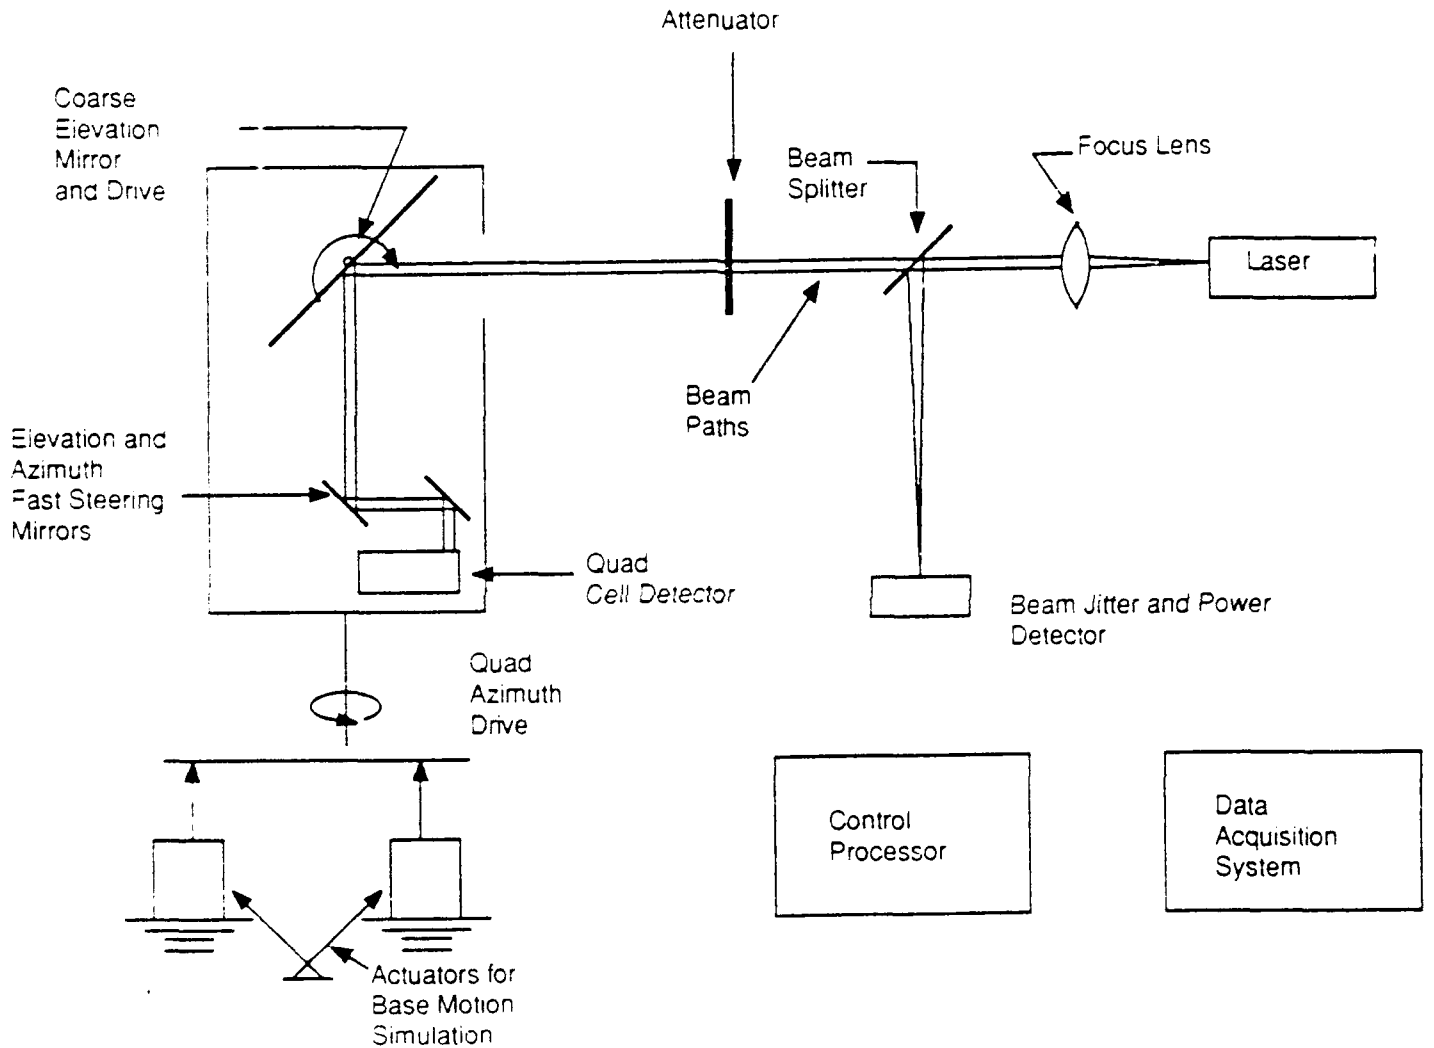 Attenuator
Coarse
Elevation
Mirror
and Drive
Beam
Splitter
Focus Lens
Laser
Beam
Paths
Elevation and
Azimuth
Fast Steering
Mirrors
Quad
Cell Detector
Beam Jitter and Power
Detector
Quad
Azimuth
Drive
Control
Processor
Data
Acquisition
System
Actuators for
Base Motion
Simulation